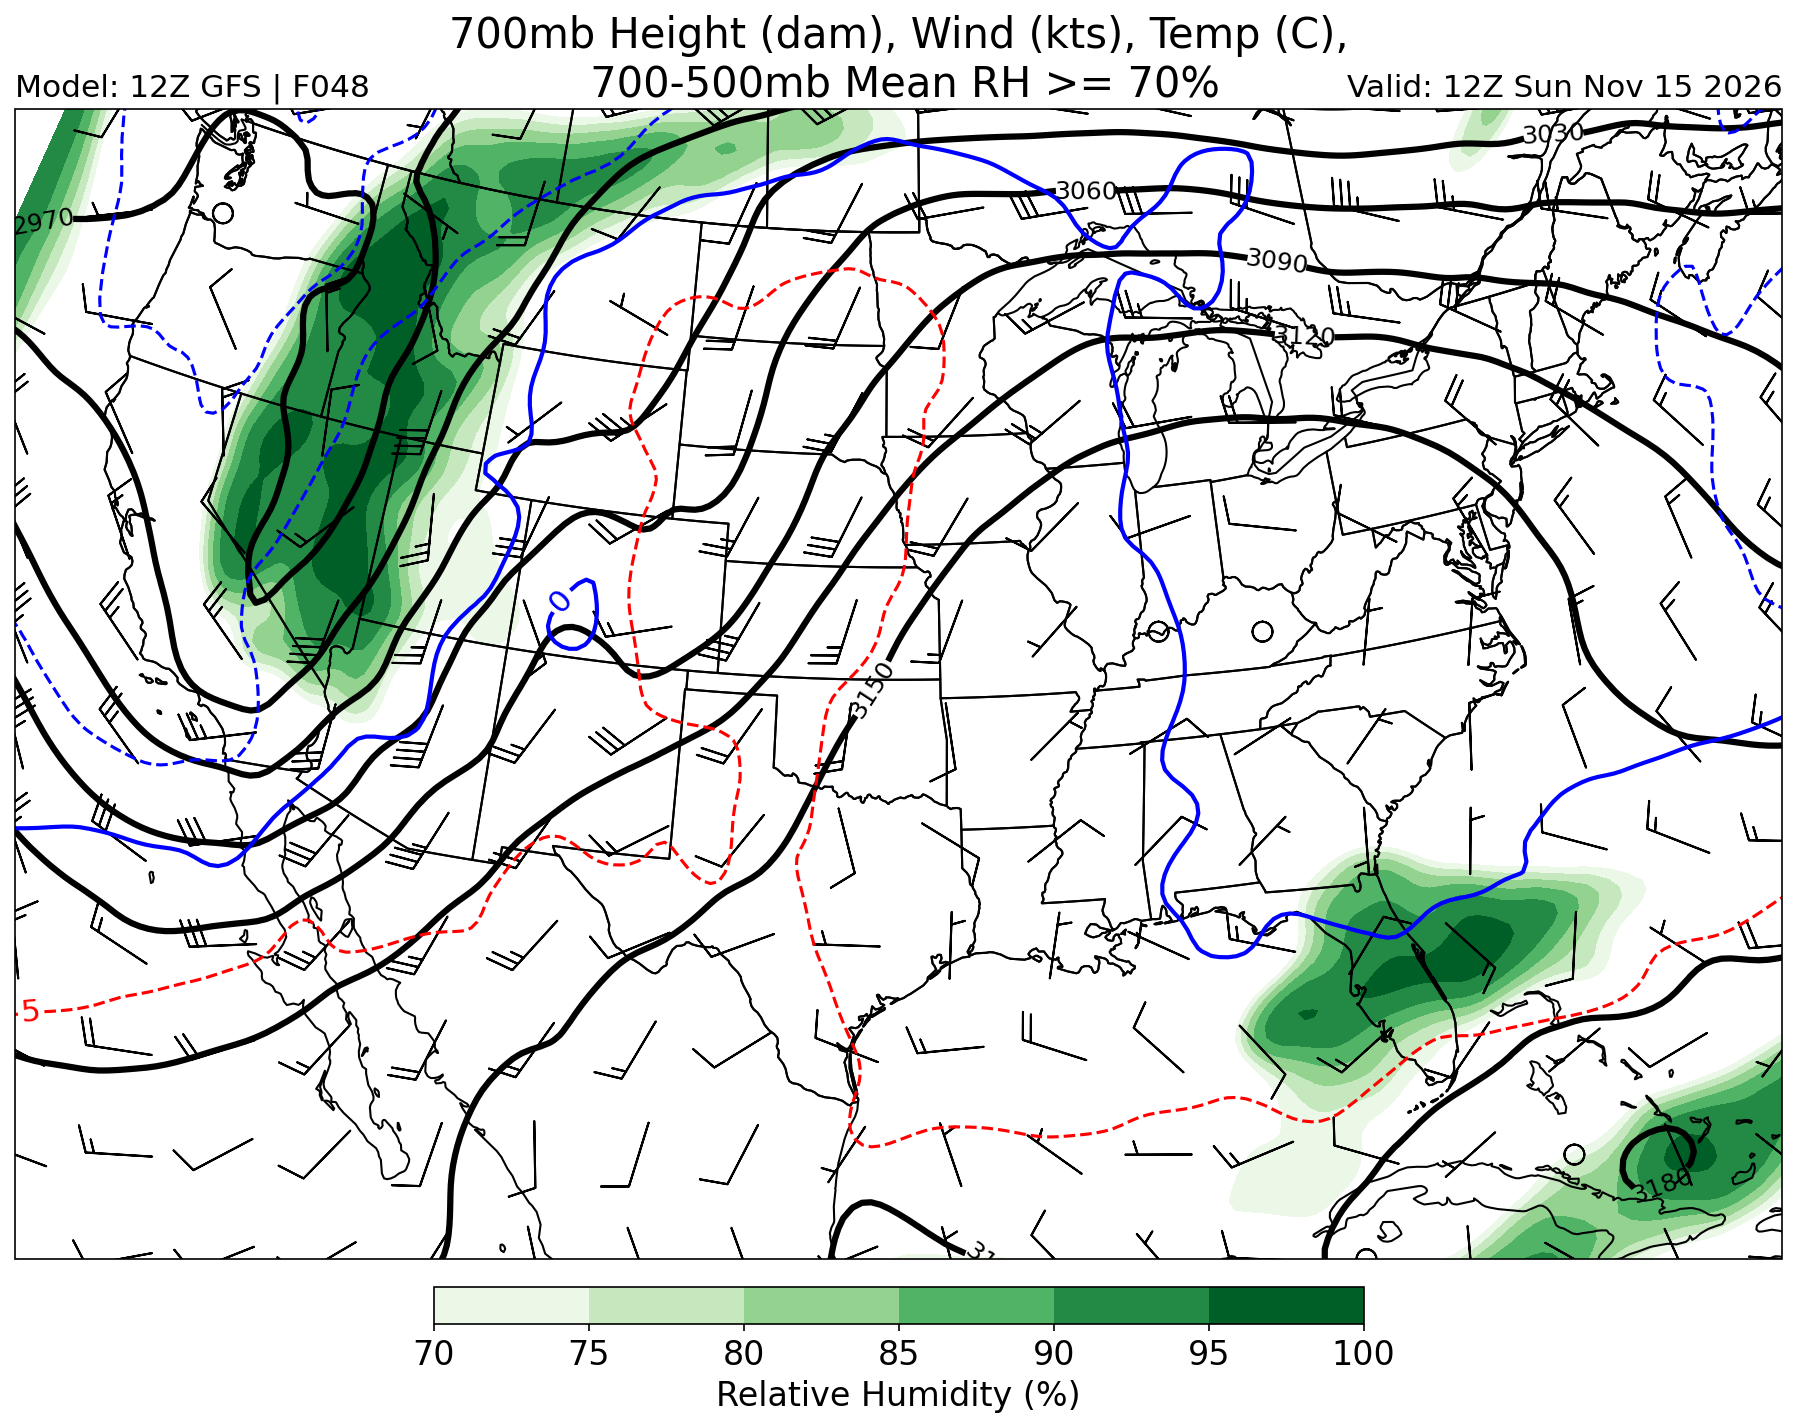 700mb Height (dam), Wind (kts), Temp (C),
Model: 12Z GFS | F048
700-500mb Mean RH >= 70%
Valid: 12Z Sun Nov 15 2026
3030
3060
2970
3090
3120
0
3150
5
3180
31
70 75 80 85 90 95 100
Relative Humidity (%)